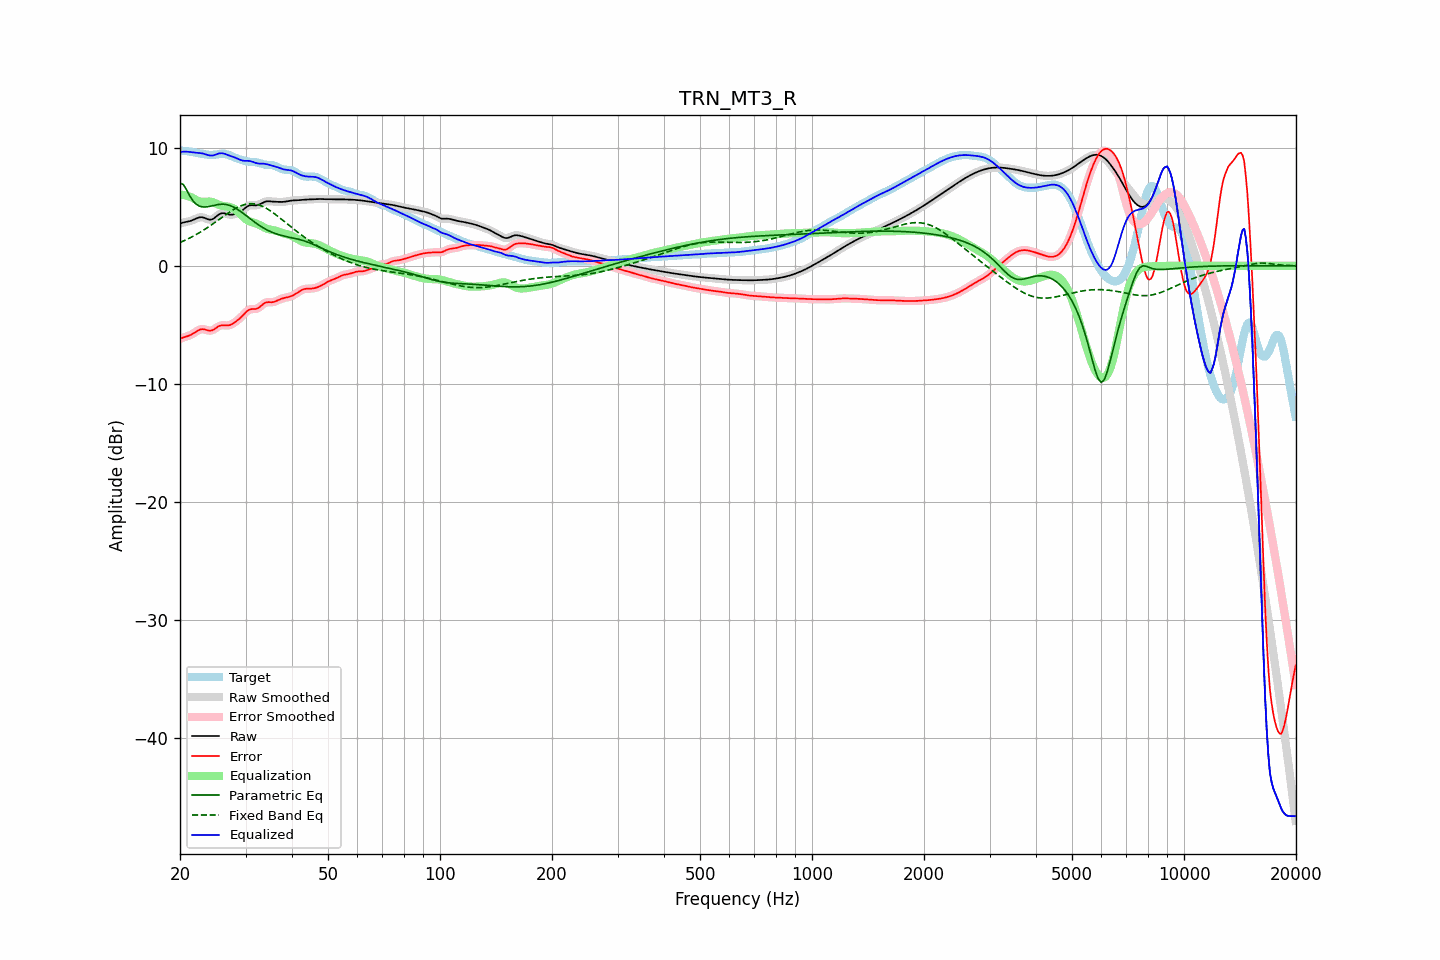 TRN_MT3_R
Amplitude (dBr)
10
0
−10
−20
−30
−40
Target
Raw Smoothed
Error Smoothed
Raw
Error
Equalization
Parametric Eq
Fixed Band Eq
Equalized
20 50 100 200 500 1000 2000 5000 10000 20000
Frequency (Hz)